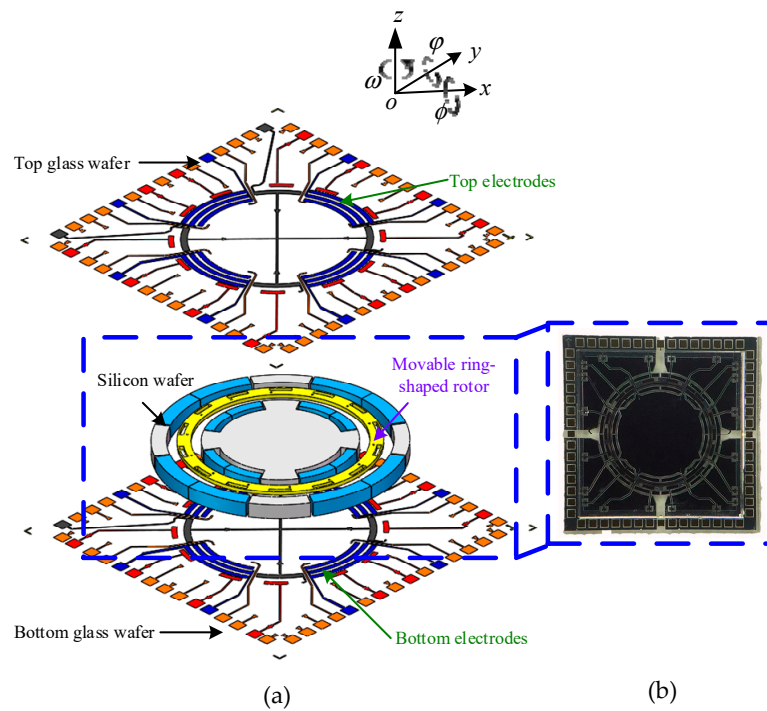 z
φ
y
ω
o
x
ϕ
Top glass wafer
Top electrodes
Movable ring-
shaped rotor
Silicon wafer
Bottom glass wafer
Bottom electrodes
(a)
(b)